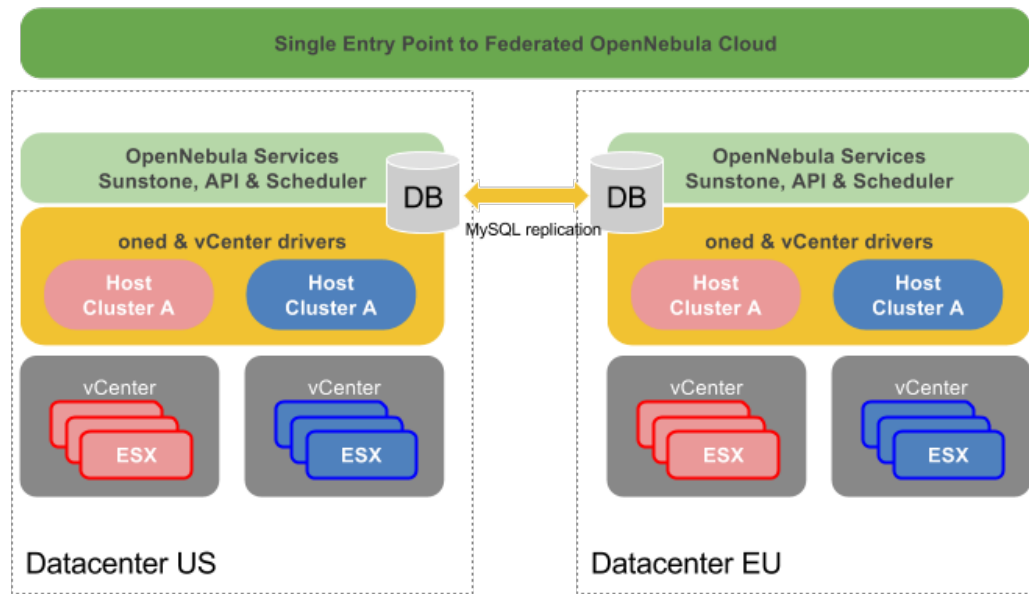 Single Entry Point to Federated OpenNebula Cloud
OpenNebula Services
Sunstone, API & Scheduler
DB
oned & vCenter drivers
Host
Cluster A
Host
Cluster A
vCenter
ESX
vCenter
ESX
Datacenter US
MySQL replication
OpenNebula Services
Sunstone, API & Scheduler
DB
oned & vCenter drivers
Host
Cluster A
Host
Cluster A
vCenter
ESX
vCenter
ESX
Datacenter EU